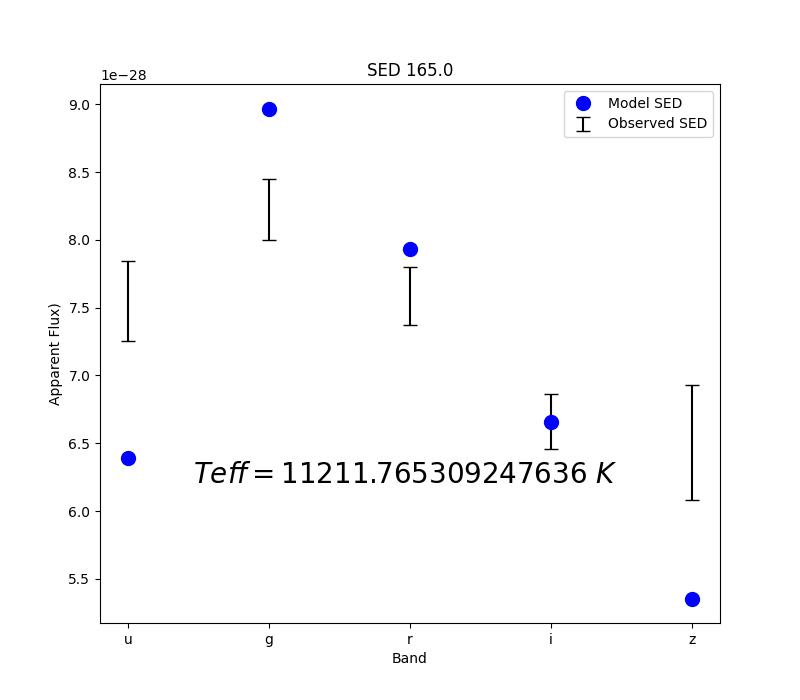 SED 165.0
1e−28
Model SED
Observed SED
9.0
8.5
8.0
7.5
7.0
6.5
6.0
5.5
Apparent Flux)
Teff = 11211.765309247636 K
u g r i z
Band